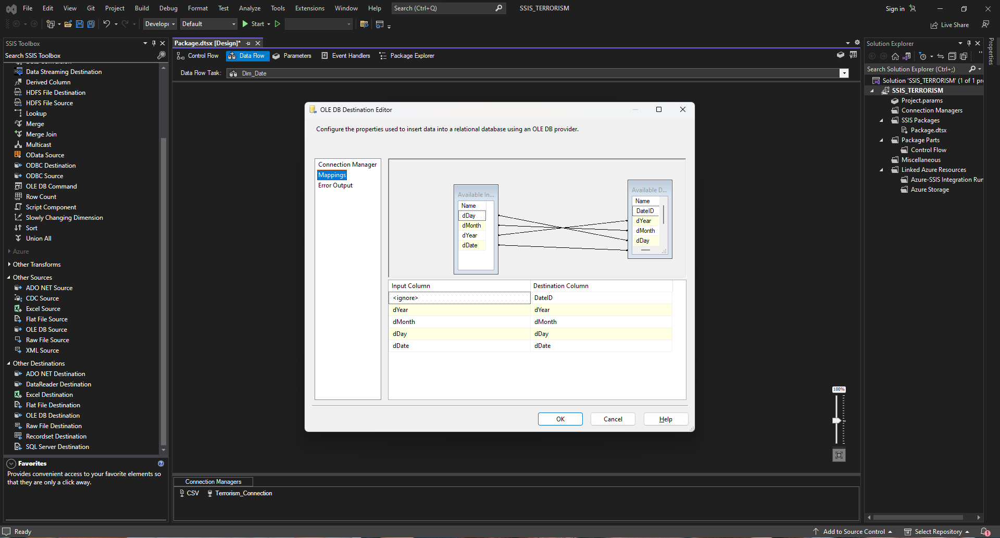 File Edit View Git Project Build Debug Format Test Analyze Tools Extensions Window Help Search (Ctrl+Q) SSIS_TERRORISM Sign in
Develop Default Start Live Share
SSIS Toolbox
Search SSIS Toolbox
Data Streaming Destination
Derived Column
HDFS File Destination
HDFS File Source
Lookup
Merge
Merge Join
Multicast
OData Source
ODBC Destination
ODBC Source
OLE DB Command
Row Count
Script Component
Slowly Changing Dimension
Sort
Union All
Azure
Other Transforms
Other Sources
ADO NET Source
CDC Source
Excel Source
Flat File Source
OLE DB Source
Raw File Source
XML Source
Other Destinations
ADO NET Destination
DataReader Destination
Excel Destination
Flat File Destination
OLE DB Destination
Raw File Destination
Recordset Destination
SQL Server Destination
Favorites
Provides convenient access to your favorite elements so
that they are only a click away.
Package.dtsx [Design]*
Control Flow Data Flow Parameters Event Handlers Package Explorer
Data Flow Task: Dim_Date
OLE DB Destination Editor
Configure the properties used to insert data into a relational database using an OLE DB provider.
Connection Manager
Mappings
Error Output
Available In...
Name
dDay
dMonth
dYear
dDate
Available D...
Name
DateID
dYear
dMonth
dDay
Input Column Destination Column
<ignore> DateID
dYear dYear
dMonth dMonth
dDay dDay
dDate dDate
OK Cancel Help
100%
Connection Managers
CSV Terrorism_Connection
Solution Explorer
Search Solution Explorer (Ctrl+;)
Solution 'SSIS_TERRORISM' (1 of 1 pr
SSIS_TERRORISM
Project.params
Connection Managers
SSIS Packages
Package.dtsx
Package Parts
Control Flow
Miscellaneous
Linked Azure Resources
Azure-SSIS Integration Run
Azure Storage
Properties
Ready Add to Source Control Select Repository 1